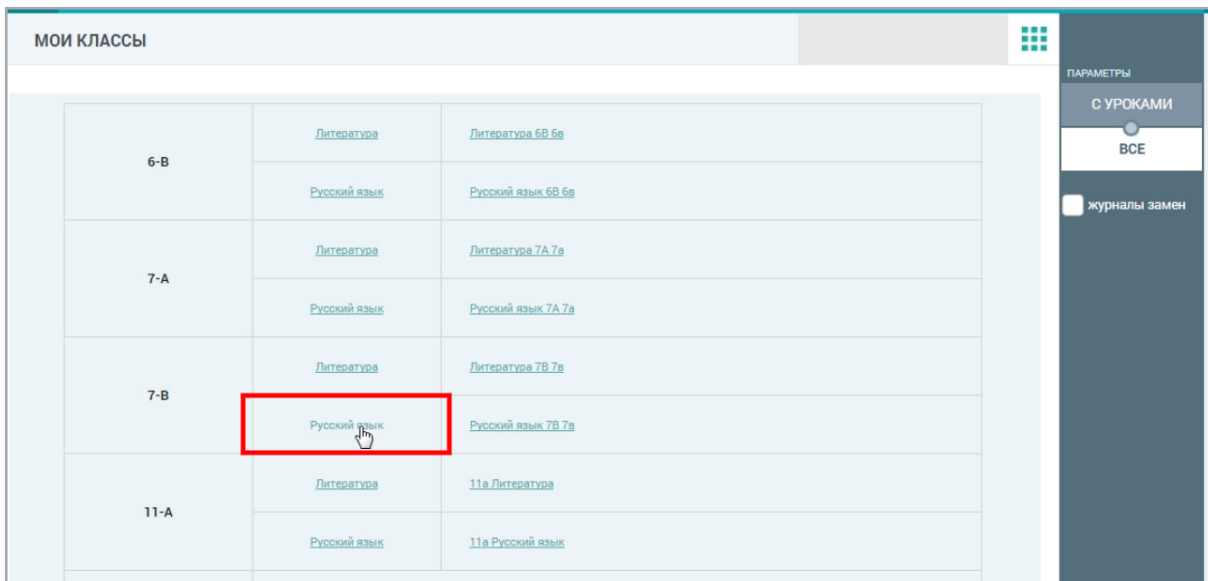 МОИ КЛАССЫ
ПАРАМЕТРЫ
С УРОКАМИ
ВСЕ
журналы замен
6-В
Литература
Литература 6В 6в
Русский язык
Русский язык 6В 6в
7-А
Литература
Литература 7А 7а
Русский язык
Русский язык 7А 7а
7-В
Литература
Литература 7В 7в
Русский язык
Русский язык 7В 7в
11-А
Литература
11а Литература
Русский язык
11а Русский язык